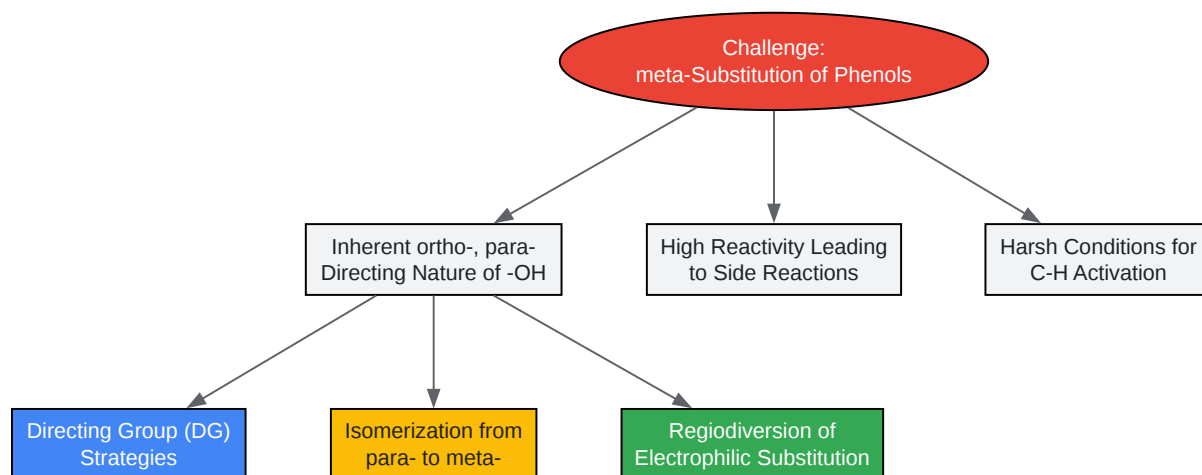 Challenge:
meta-Substitution of Phenols
Inherent ortho-, para-
Directing Nature of -OH
High Reactivity Leading
to Side Reactions
Harsh Conditions for
C-H Activation
Directing Group (DG)
Strategies
Isomerization from
para- to meta-
Regiodiversion of
Electrophilic Substitution